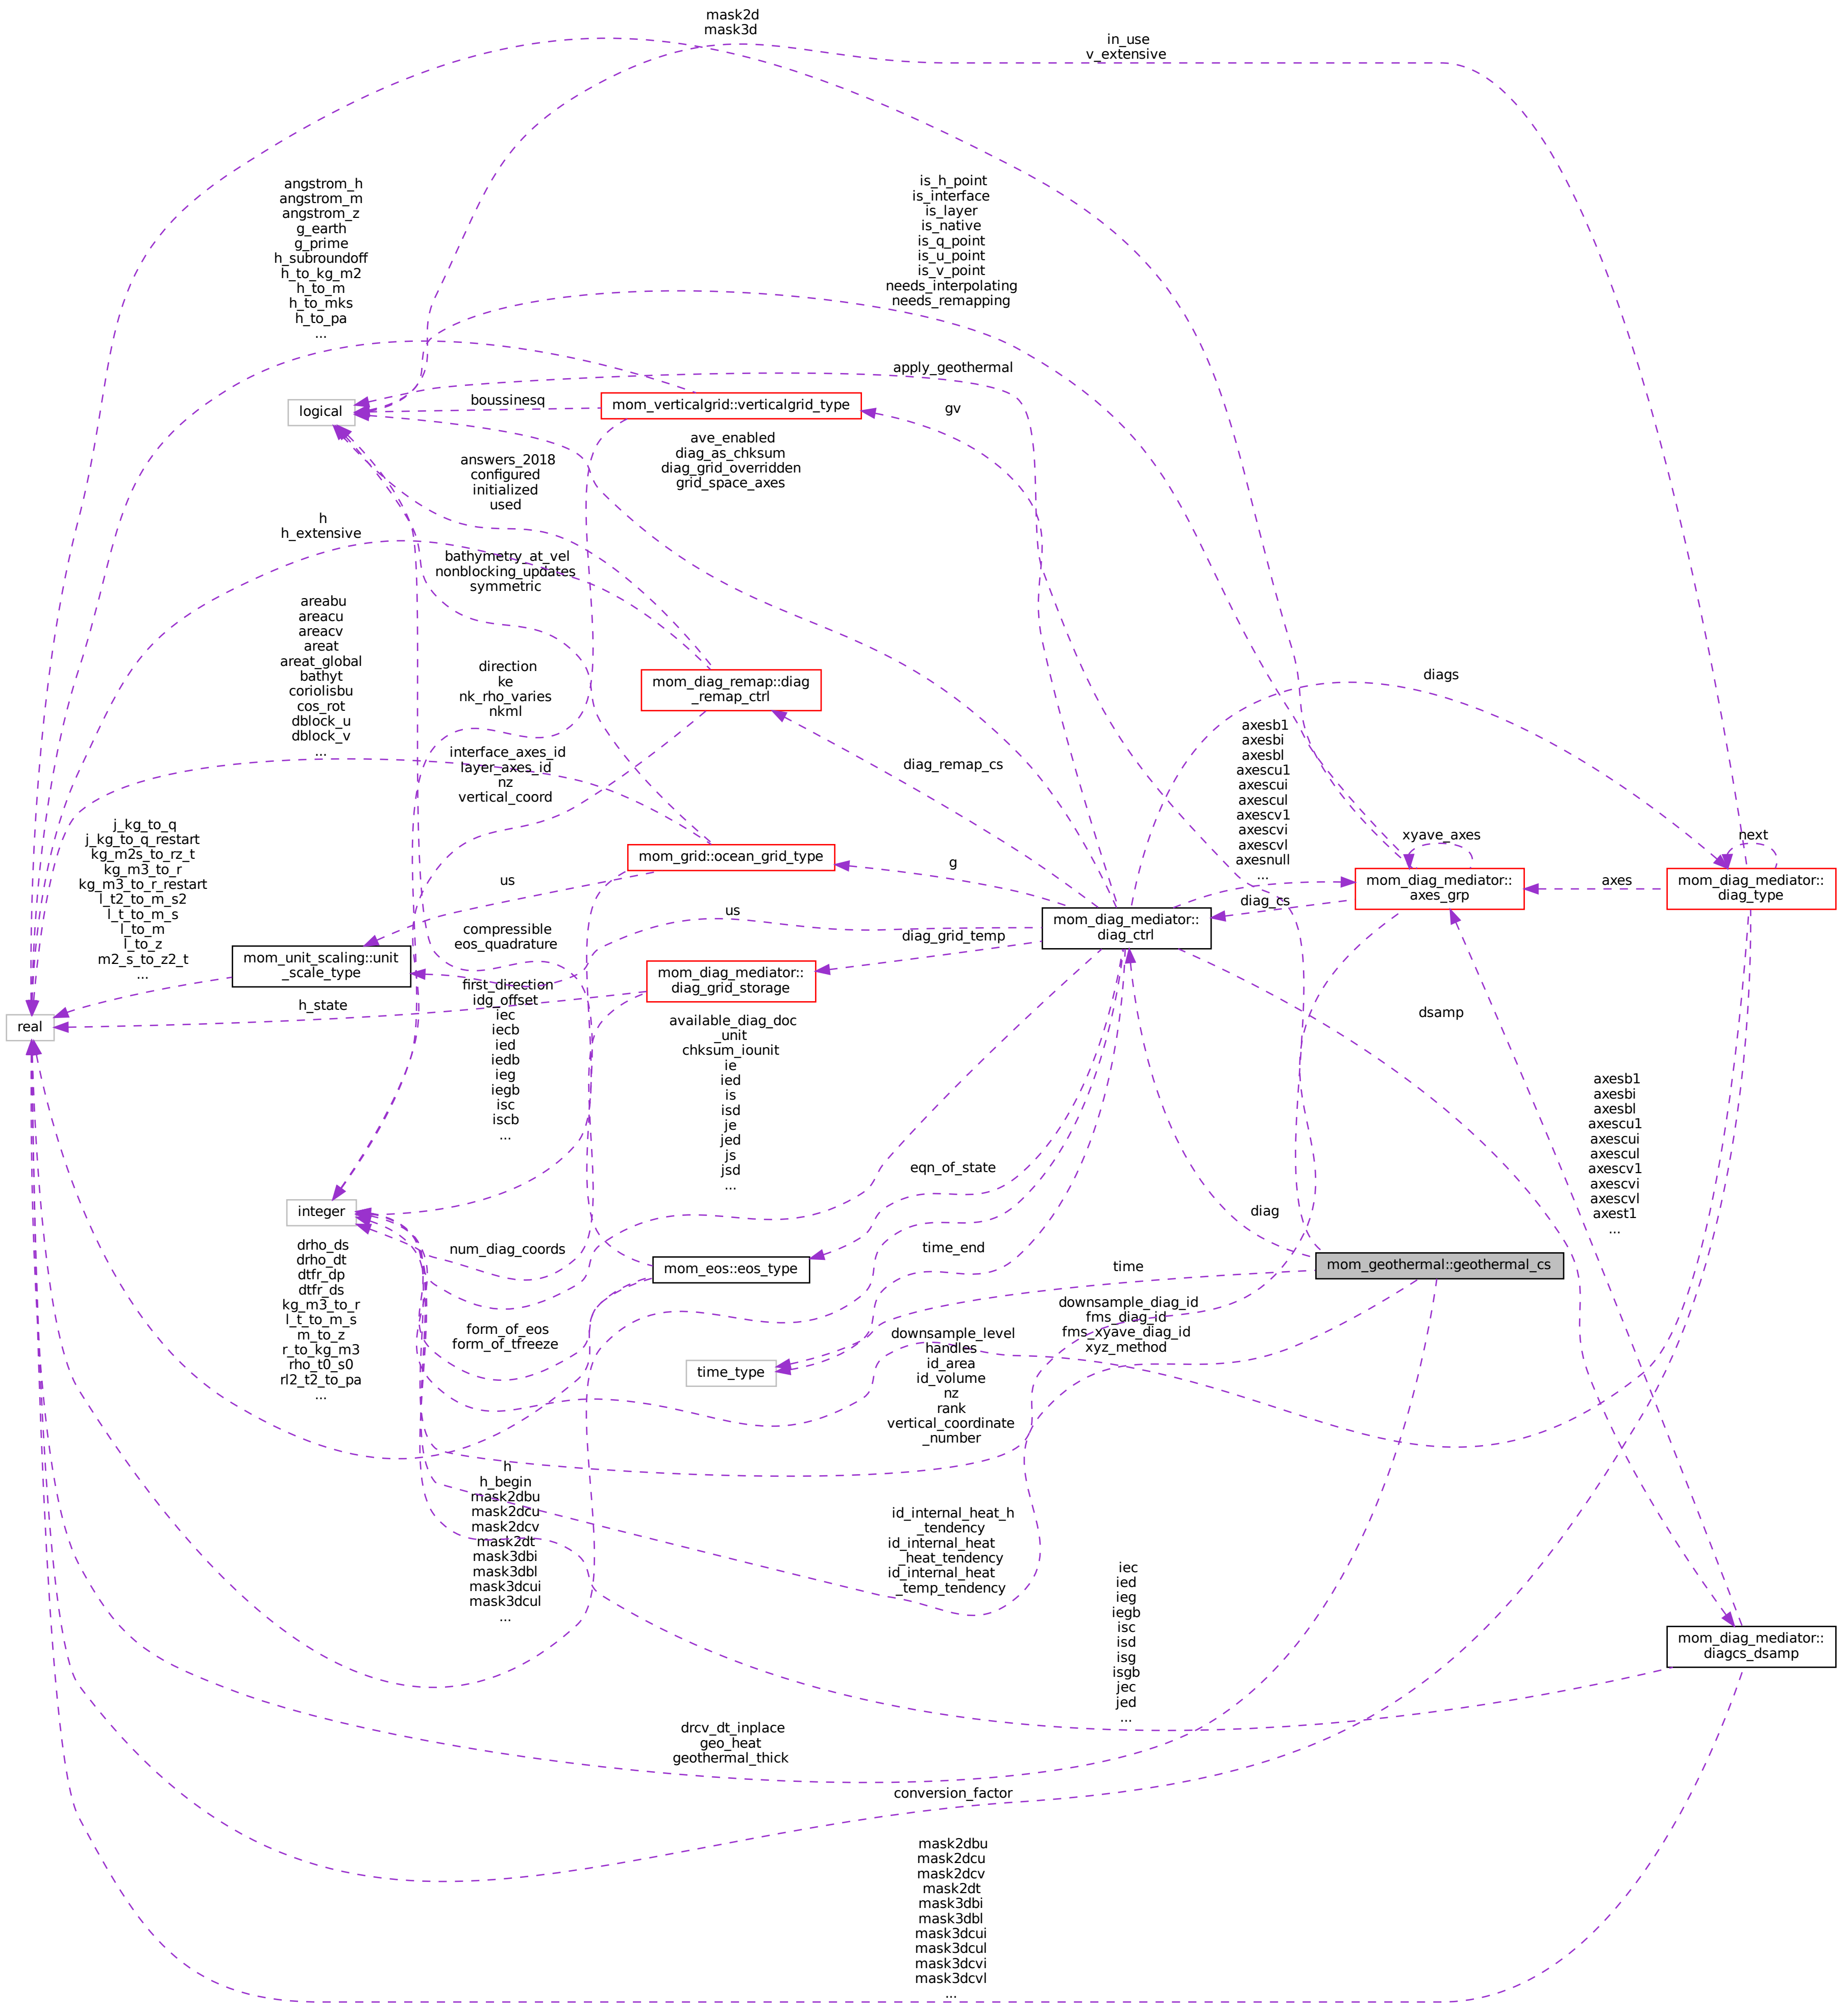 mask2d
mask3d
in_use
v_extensive
angstrom_h
angstrom_m
angstrom_z
g_earth
g_prime
h_subroundoff
h_to_kg_m2
h_to_m
h_to_mks
h_to_pa
...
is_h_point
is_interface
is_layer
is_native
is_q_point
is_u_point
is_v_point
needs_interpolating
needs_remapping
apply_geothermal
logical
boussinesq
mom_verticalgrid::verticalgrid_type
gv
ave_enabled
diag_as_chksum
diag_grid_overridden
grid_space_axes
answers_2018
configured
initialized
used
h
h_extensive
bathymetry_at_vel
nonblocking_updates
symmetric
areabu
areacu
areacv
areat
areat_global
bathyt
coriolisbu
cos_rot
dblock_u
dblock_v
...
direction
ke
nk_rho_varies
nkml
mom_diag_remap::diag
_remap_ctrl
diags
interface_axes_id
layer_axes_id
nz
vertical_coord
diag_remap_cs
axesb1
axesbi
axesbl
axescu1
axescui
axescul
axescv1
axescvi
axescvl
axesnull
...
j_kg_to_q
j_kg_to_q_restart
kg_m2s_to_rz_t
kg_m3_to_r
kg_m3_to_r_restart
l_t2_to_m_s2
l_t_to_m_s
l_to_m
l_to_z
m2_s_to_z2_t
...
mom_grid::ocean_grid_type
g
us
us
xyave_axes
next
mom_diag_mediator::
axes_grp
axes
mom_diag_mediator::
diag_type
diag_cs
mom_diag_mediator::
diag_ctrl
compressible
eos_quadrature
diag_grid_temp
mom_unit_scaling::unit
_scale_type
mom_diag_mediator::
diag_grid_storage
h_state
real
dsamp
first_direction
idg_offset
iec
iecb
ied
iedb
ieg
iegb
isc
iscb
...
available_diag_doc
_unit
chksum_iounit
ie
ied
is
isd
je
jed
js
jsd
...
axesb1
axesbi
axesbl
axescu1
axescui
axescul
axescv1
axescvi
axescvl
axest1
...
eqn_of_state
integer
diag
num_diag_coords
mom_eos::eos_type
time_end
time
mom_geothermal::geothermal_cs
drho_ds
drho_dt
dtfr_dp
dtfr_ds
kg_m3_to_r
l_t_to_m_s
m_to_z
r_to_kg_m3
rho_t0_s0
rl2_t2_to_pa
...
form_of_eos
form_of_tfreeze
time_type
downsample_diag_id
fms_diag_id
fms_xyave_diag_id
xyz_method
downsample_level
handles
id_area
id_volume
nz
rank
vertical_coordinate
_number
h
h_begin
mask2dbu
mask2dcu
mask2dcv
mask2dt
mask3dbi
mask3dbl
mask3dcui
mask3dcul
...
id_internal_heat_h
_tendency
id_internal_heat
_heat_tendency
id_internal_heat
_temp_tendency
iec
ied
ieg
iegb
isc
isd
isg
isgb
jec
jed
...
mom_diag_mediator::
diagcs_dsamp
drcv_dt_inplace
geo_heat
geothermal_thick
conversion_factor
mask2dbu
mask2dcu
mask2dcv
mask2dt
mask3dbi
mask3dbl
mask3dcui
mask3dcul
mask3dcvi
mask3dcvl
...